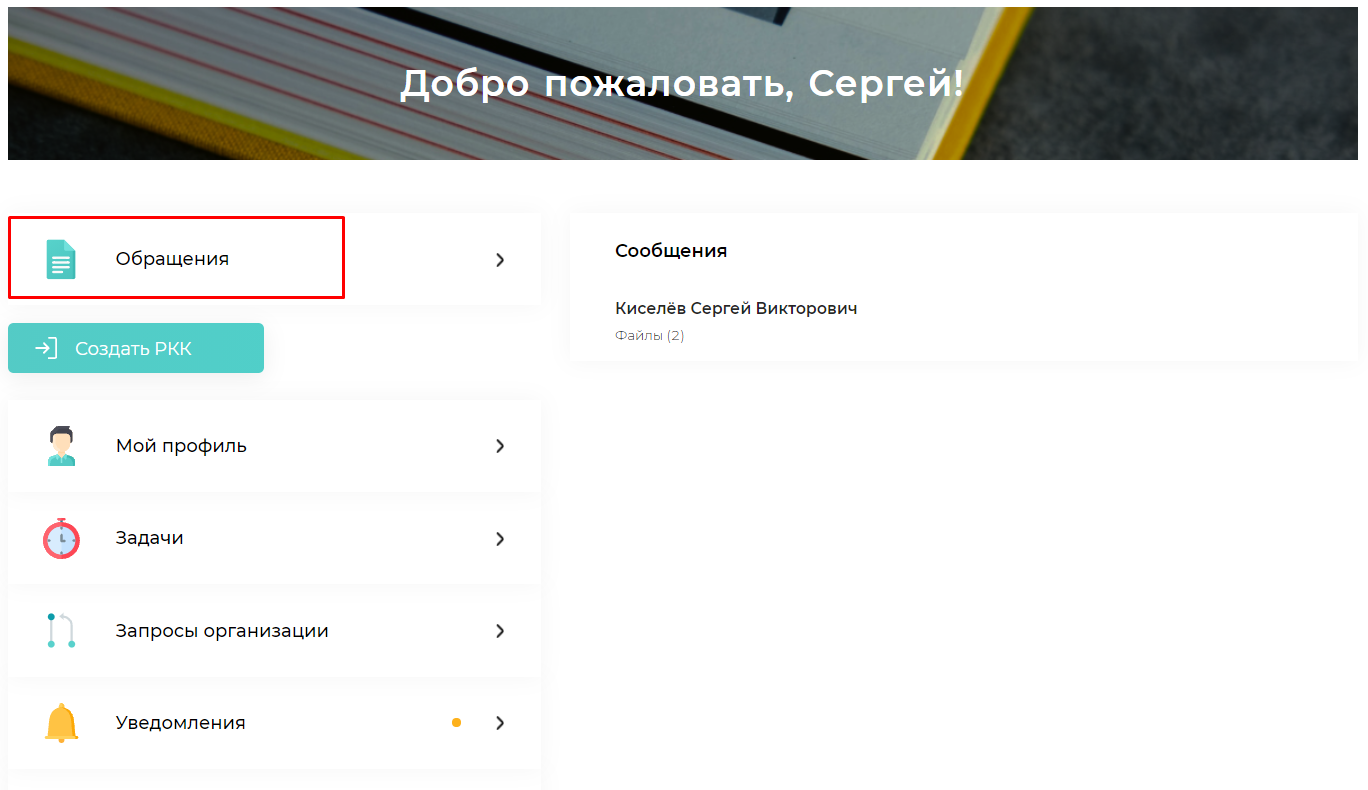 Добро пожаловать, Сергей!
Обращения
Создать РКК
Мой профиль
Задачи
Запросы организации
Уведомления
Сообщения
Киселёв Сергей Викторович
Файлы (2)